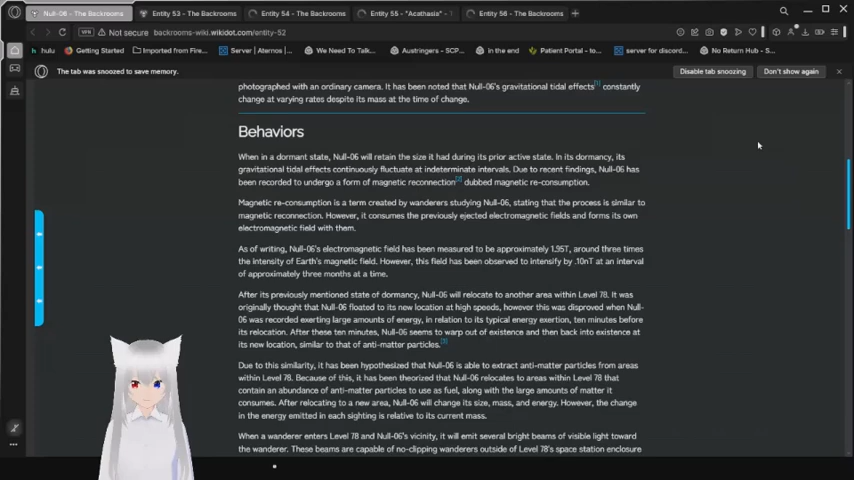 Null-06 - The Backrooms
Entity 53 - The Backrooms
Entity 54 - The Backrooms
Entity 55 - "Acathasia" - T
Entity 56 - The Backrooms
Not secure backrooms-wiki.wikidot.com/entity-52
hulu
Getting Started
Imported from Fire...
Server | Aternos |...
We Need To Talk...
Austringers - SCP...
in the end
Patient Portal - to...
server for discord...
No Return Hub - S...
The tab was snoozed to save memory.
Disable tab snoozing
Don't show again
photographed with an ordinary camera. It has been noted that Null-06's gravitational tidal effects[1] constantly
change at varying rates despite its mass at the time of change.
Behaviors
When in a dormant state, Null-06 will retain the size it had during its prior active state. In its dormancy, its
gravitational tidal effects continuously fluctuate at indeterminate intervals. Due to recent findings, Null-06 has
been recorded to undergo a form of magnetic reconnection[2] dubbed magnetic re-consumption.
Magnetic re-consumption is a term created by wanderers studying Null-06, stating that the process is similar to
magnetic reconnection. However, it consumes the previously ejected electromagnetic fields and forms its own
electromagnetic field with them.
As of writing, Null-06's electromagnetic field has been measured to be approximately 1.95T, around three times
the intensity of Earth's magnetic field. However, this field has been observed to intensify by .10nT at an interval
of approximately three months at a time.
After its previously mentioned state of dormancy, Null-06 will relocate to another area within Level 78. It was
originally thought that Null-06 floated to its new location at high speeds, however this was disproved when Null-
06 was recorded exerting large amounts of energy, in relation to its typical energy exertion, ten minutes before
its relocation. After these ten minutes, Null-06 seems to warp out of existence and then back into existence at
its new location, similar to that of anti-matter particles.[3]
Due to this similarity, it has been hypothesized that Null-06 is able to extract anti-matter particles from areas
within Level 78. Because of this, it has been theorized that Null-06 relocates to areas within Level 78 that
contain an abundance of anti-matter particles to use as fuel, along with the large amounts of matter it
consumes. After relocating to a new area, Null-06 will change its size, mass, and energy. However, the change
in the energy emitted in each sighting is relative to its current mass.
When a wanderer enters Level 78 and Null-06's vicinity, it will emit several bright beams of visible light toward
the wanderer. These beams are capable of no-clipping wanderers outside of Level 78's space station enclosure